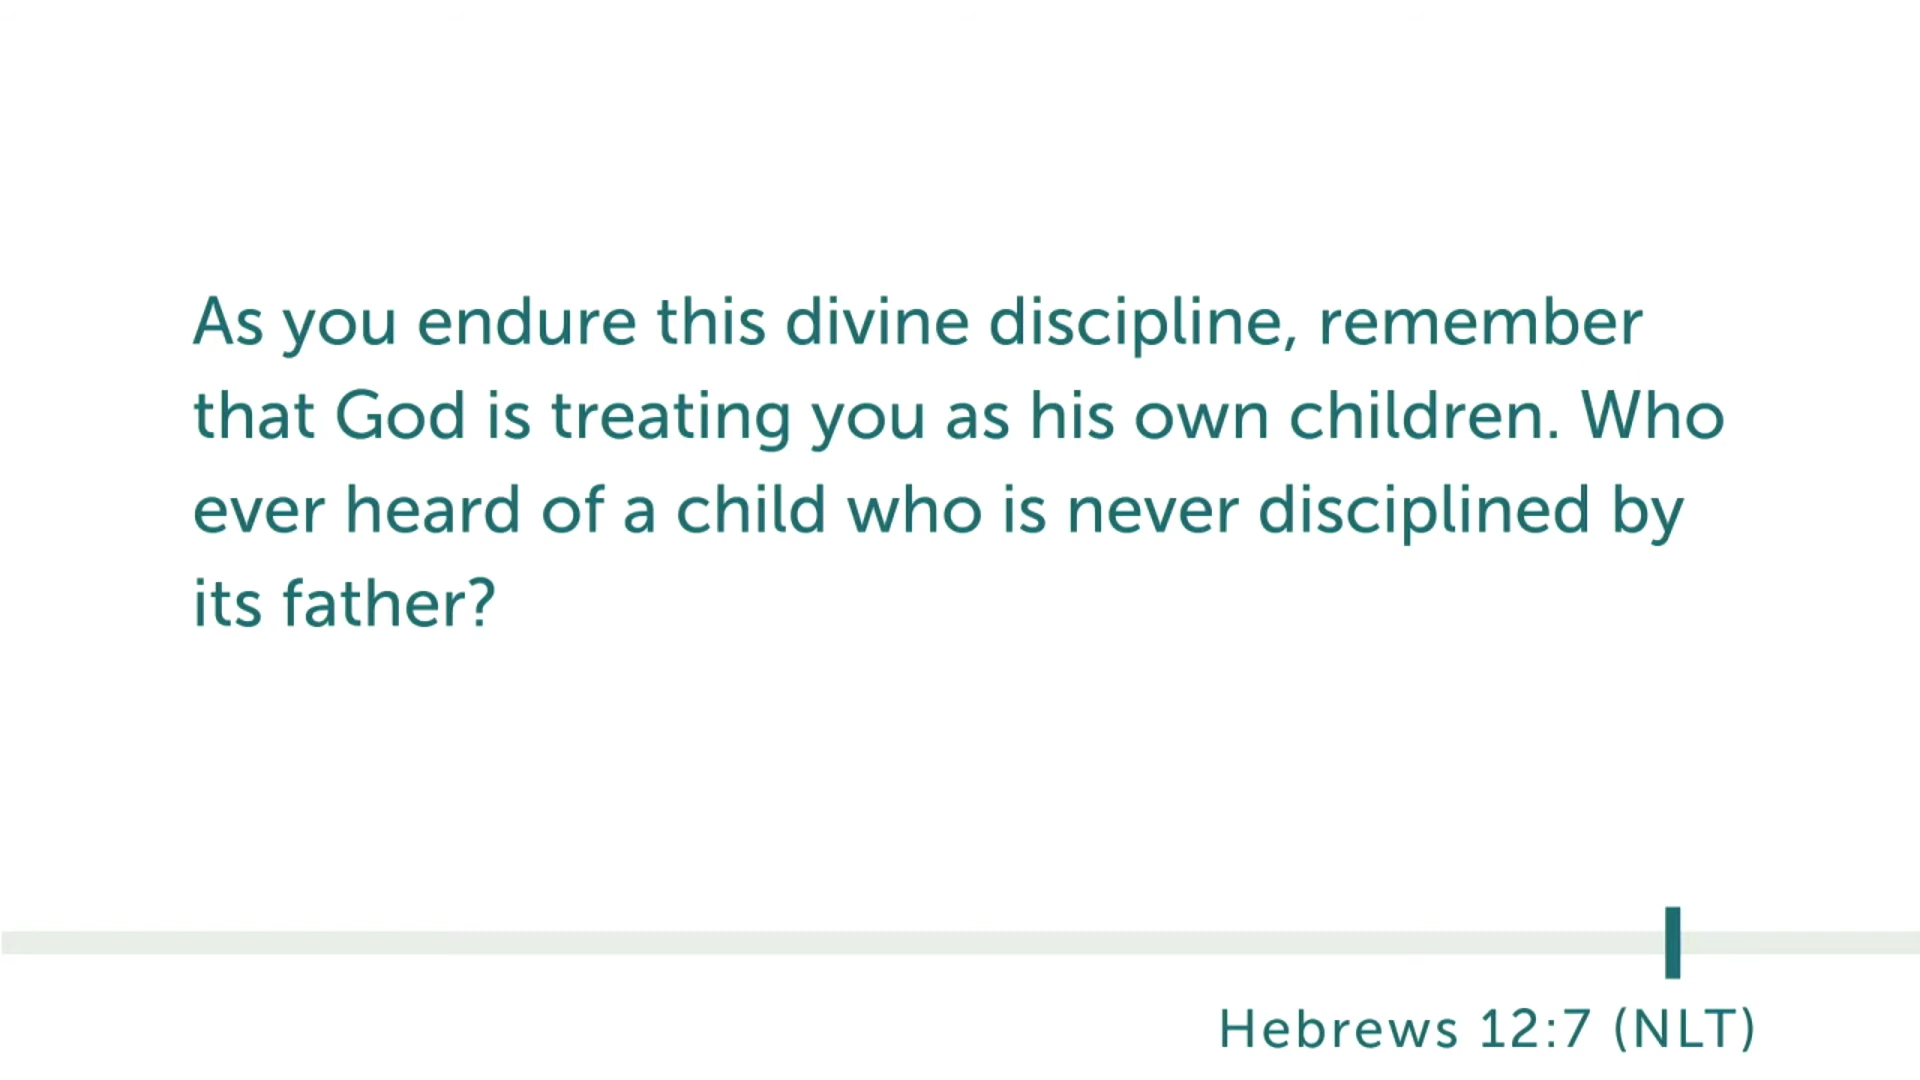 As you endure this divine discipline, remember
that God is treating you as his own children. Who
ever heard of a child who is never disciplined by
its father?
Hebrews 12:7 (NLT)